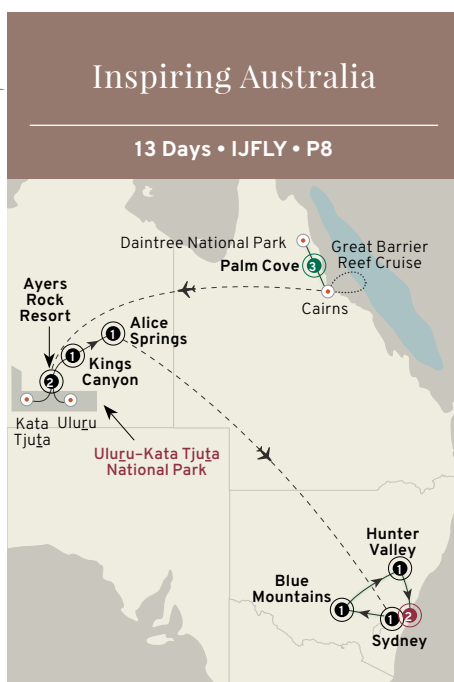 Inspiring Australia
13 Days • IJFLY • P8
Daintree National Park
Great Barrier
Reef Cruise
Palm Cove
3
Cairns
Ayers
Rock
Resort
Alice
Springs
1
1
Kings
Canyon
2
Kata
Tjuṯa
Uluṟu
Uluṟu–Kata Tjuṯa
National Park
Hunter
Valley
1
Blue
Mountains
1
1
2
Sydney